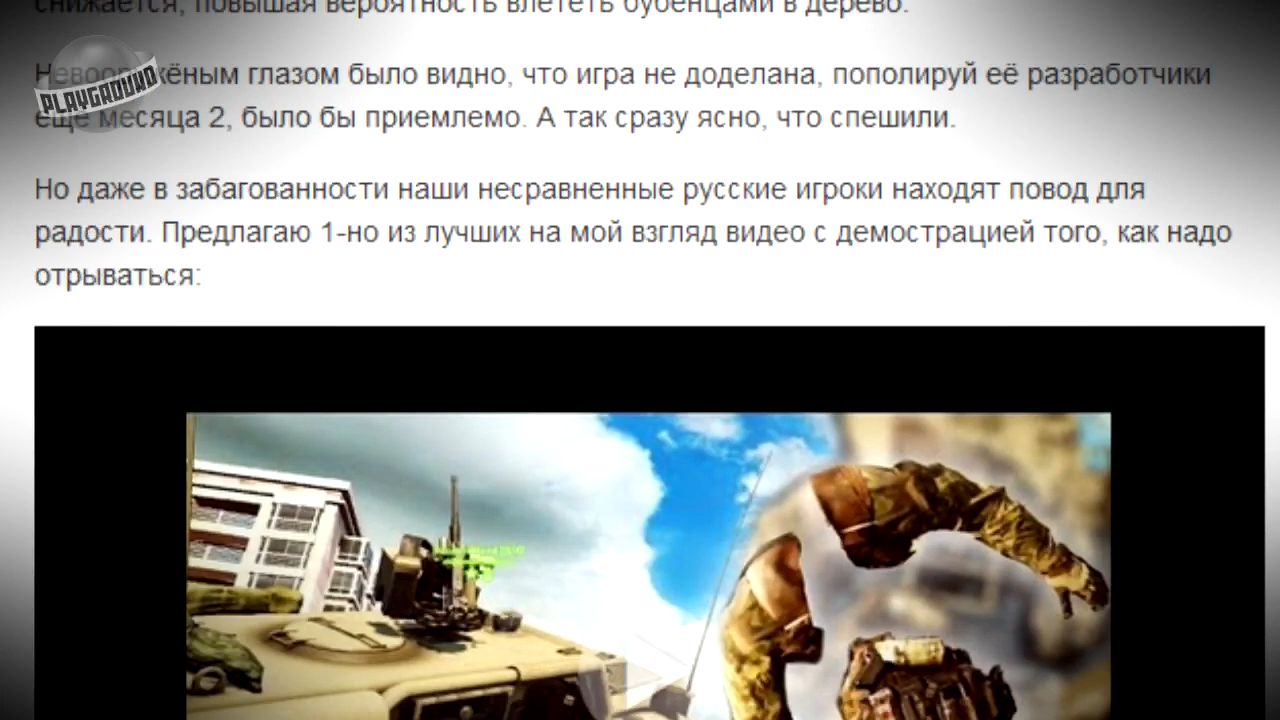 снижается, повышая вероятность влететь бубенцами в дерево.
PLAYGROUND
Невооружёным глазом было видно, что игра не доделана, пополируй её разработчики
ещё месяца 2, было бы приемлемо. А так сразу ясно, что спешили.
Но даже в забагованности наши несравненные русские игроки находят повод для
радости. Предлагаю 1-но из лучших на мой взгляд видео с демострацией того, как надо
отрываться: